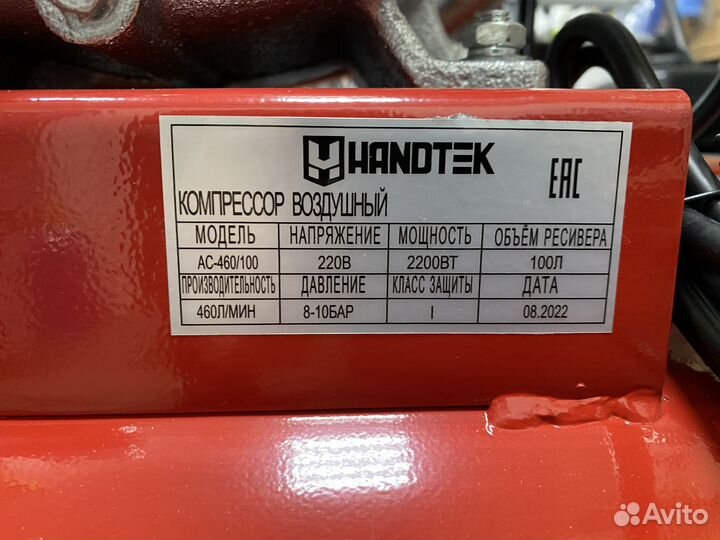 HANDTEK
EAC
КОМПРЕССОР ВОЗДУШНЫЙ
МОДЕЛЬ НАПРЯЖЕНИЕ МОЩНОСТЬ ОБЪЁМ РЕСИВЕРА
АС-460/100 220В 2200ВТ 100Л
ПРОИЗВОДИТЕЛЬНОСТЬ ДАВЛЕНИЕ КЛАСС ЗАЩИТЫ ДАТА
460Л/МИН 8-10БАР I 08.2022
Avito